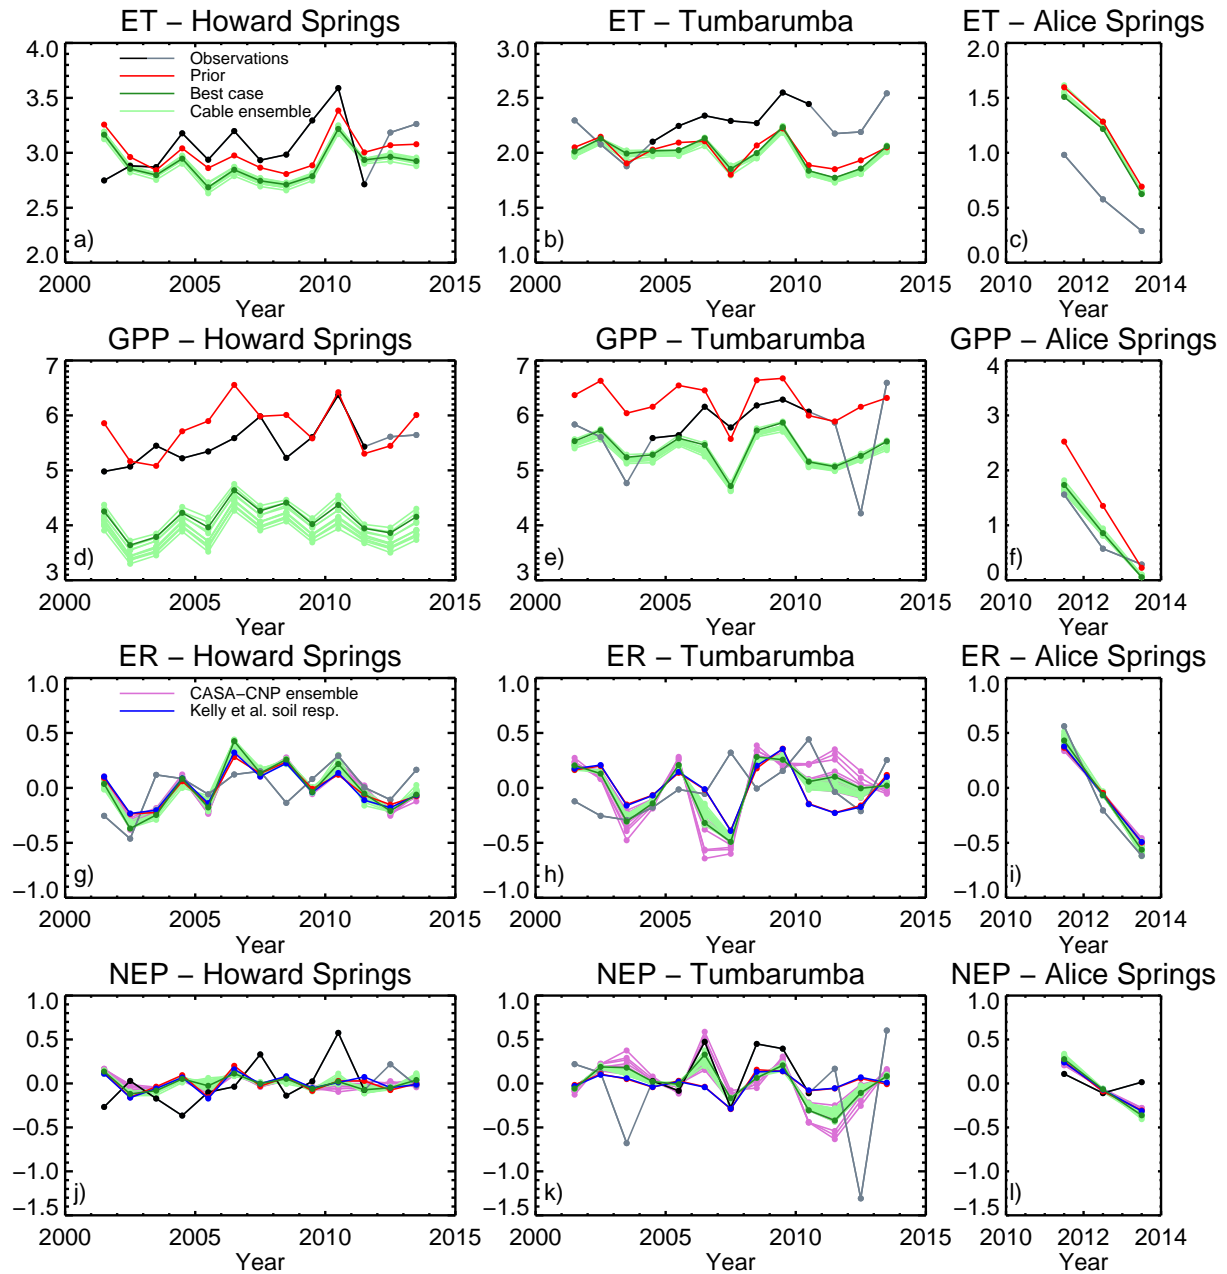 ET − Howard Springs
ET − Tumbarumba
ET − Alice Springs
4.0
3.5
3.0
2.5
2.0
Observations
Prior
Best case
Cable ensemble
a)
2000 2005 2010 2015
Year
3.0
2.5
2.0
1.5
1.0
b)
2000 2005 2010 2015
Year
2.0
1.5
1.0
0.5
0.0
c)
2010 2012 2014
Year
GPP − Howard Springs
GPP − Tumbarumba
GPP − Alice Springs
7
6
5
4
3
d)
2000 2005 2010 2015
Year
7
6
5
4
3
e)
2000 2005 2010 2015
Year
4
3
2
1
0
f)
2010 2012 2014
Year
ER − Howard Springs
ER − Tumbarumba
ER − Alice Springs
1.0
0.5
0.0
−0.5
−1.0
CASA−CNP ensemble
Kelly et al. soil resp.
g)
2000 2005 2010 2015
Year
1.0
0.5
0.0
−0.5
−1.0
h)
2000 2005 2010 2015
Year
1.0
0.5
0.0
−0.5
−1.0
i)
2010 2012 2014
Year
NEP − Howard Springs
NEP − Tumbarumba
NEP − Alice Springs
1.0
0.5
0.0
−0.5
−1.0
−1.5
j)
2000 2005 2010 2015
Year
1.0
0.5
0.0
−0.5
−1.0
−1.5
k)
2000 2005 2010 2015
Year
1.0
0.5
0.0
−0.5
−1.0
−1.5
l)
2010 2012 2014
Year